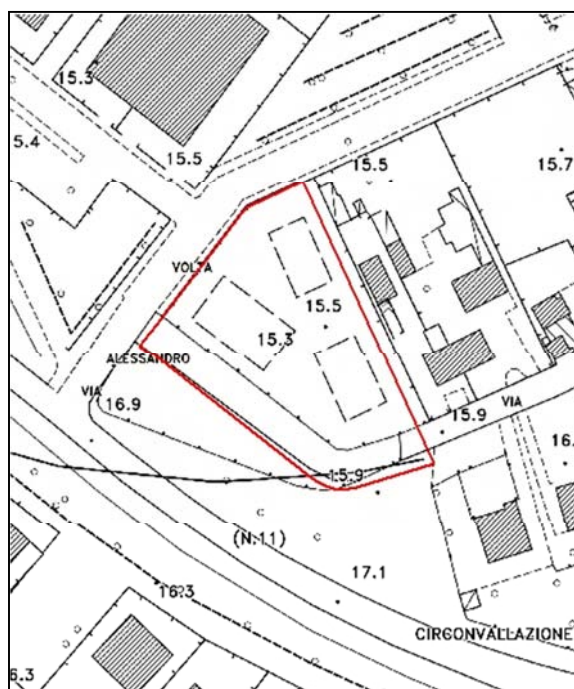 15.3
5.4
15.5
15.5
15.7
VOLTA
15.5
15.3
ALESSANDRO
VIA
16.9
VIA
15.9
15.9
16.
(N.11)
17.1
16.3
CIRCONVALLAZIONE
6.3